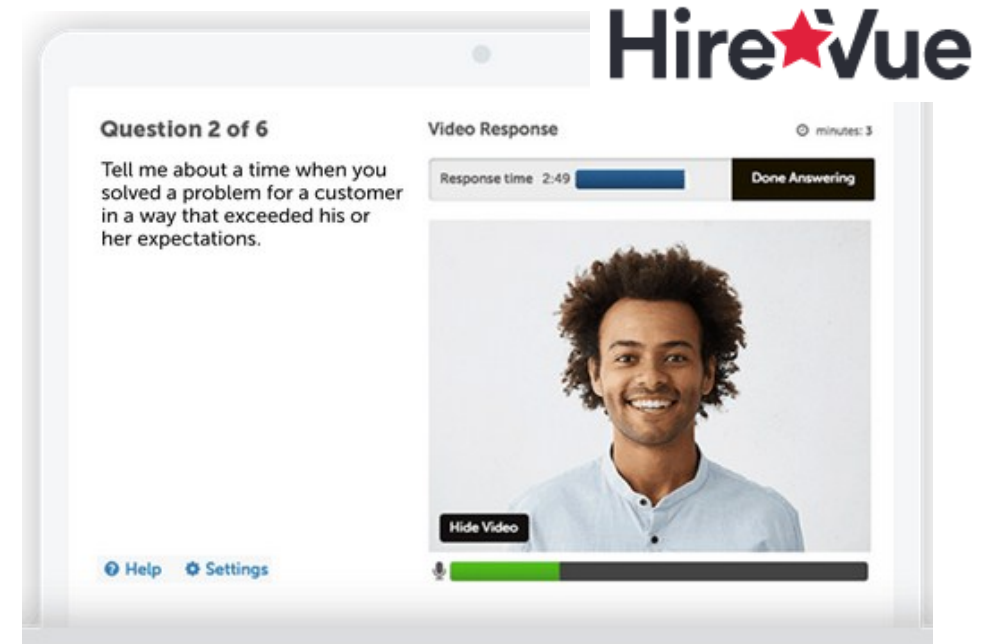 HireVue
Question 2 of 6
Tell me about a time when you
solved a problem for a customer
in a way that exceeded his or
her expectations.
Video Response
minutes: 3
Response time 2:49
Done Answering
Hide Video
Help
Settings